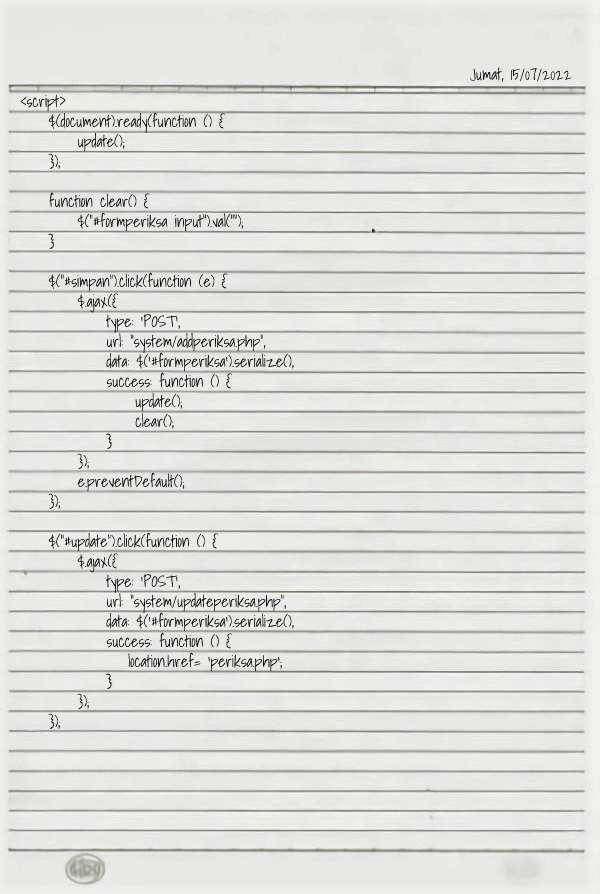 Jumat, 15/07/2022
<script>
$(document).ready(function () {
update();
});
function clear() {
$("#formperiksa input").val("");
}
$("#simpan").click(function (e) {
$.ajax({
type: 'POST',
url: "system/addperiksa.php",
data: $('#formperiksa').serialize(),
success: function () {
update();
clear();
}
});
e.preventDefault();
});
$("#update").click(function () {
$.ajax({
type: 'POST',
url: "system/updateperiksa.php",
data: $('#formperiksa').serialize(),
success: function () {
location.href= 'periksa.php';
}
});
});